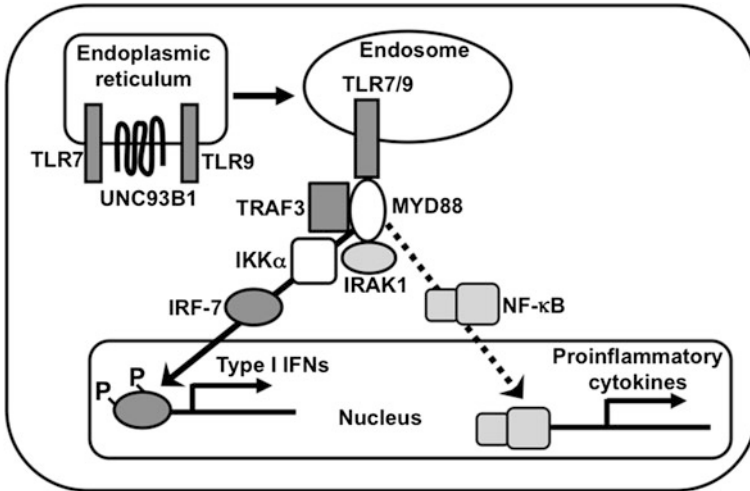 Endoplasmic
reticulum
Endosome
TLR7/9
TLR7
TLR9
UNC93B1
TRAF3
MYD88
IKKα
IRAK1
IRF-7
NF-κB
P
P
Type I IFNs
Proinflammatory
cytokines
Nucleus